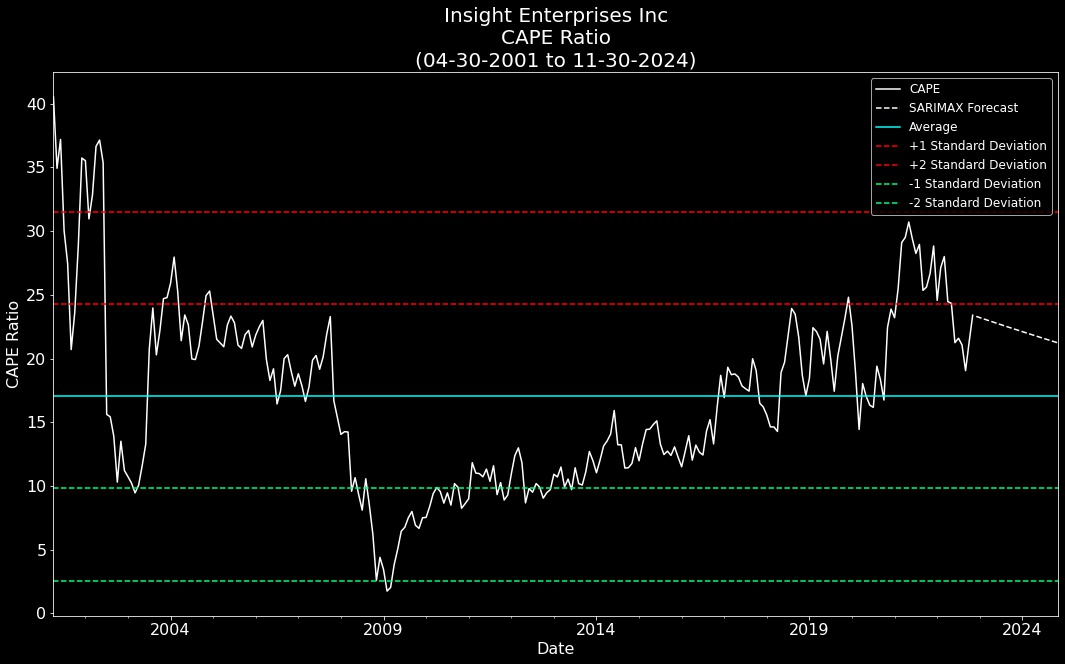 Insight Enterprises Inc
CAPE Ratio
(04-30-2001 to 11-30-2024)
CAPE
SARIMAX Forecast
Average
+1 Standard Deviation
+2 Standard Deviation
-1 Standard Deviation
-2 Standard Deviation
CAPE Ratio
40
35
30
25
20
15
10
5
0
2004
2009
2014
2019
2024
Date